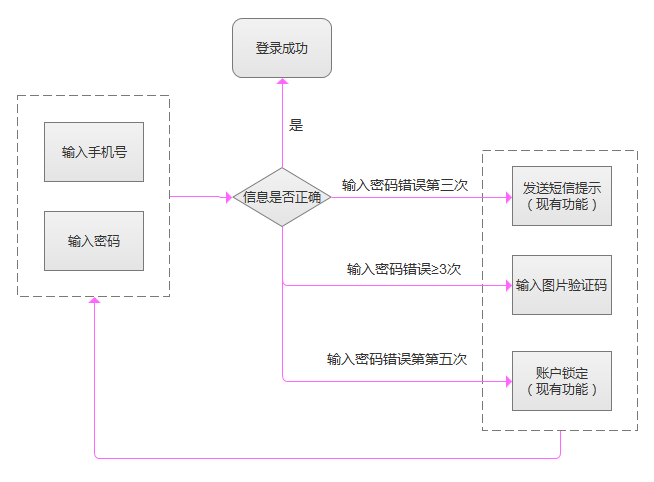 登录成功
是
输入手机号
输入密码
信息是否正确
输入密码错误第三次
发送短信提示
（现有功能）
输入密码错误≥3次
输入图片验证码
输入密码错误第第五次
账户锁定
（现有功能）